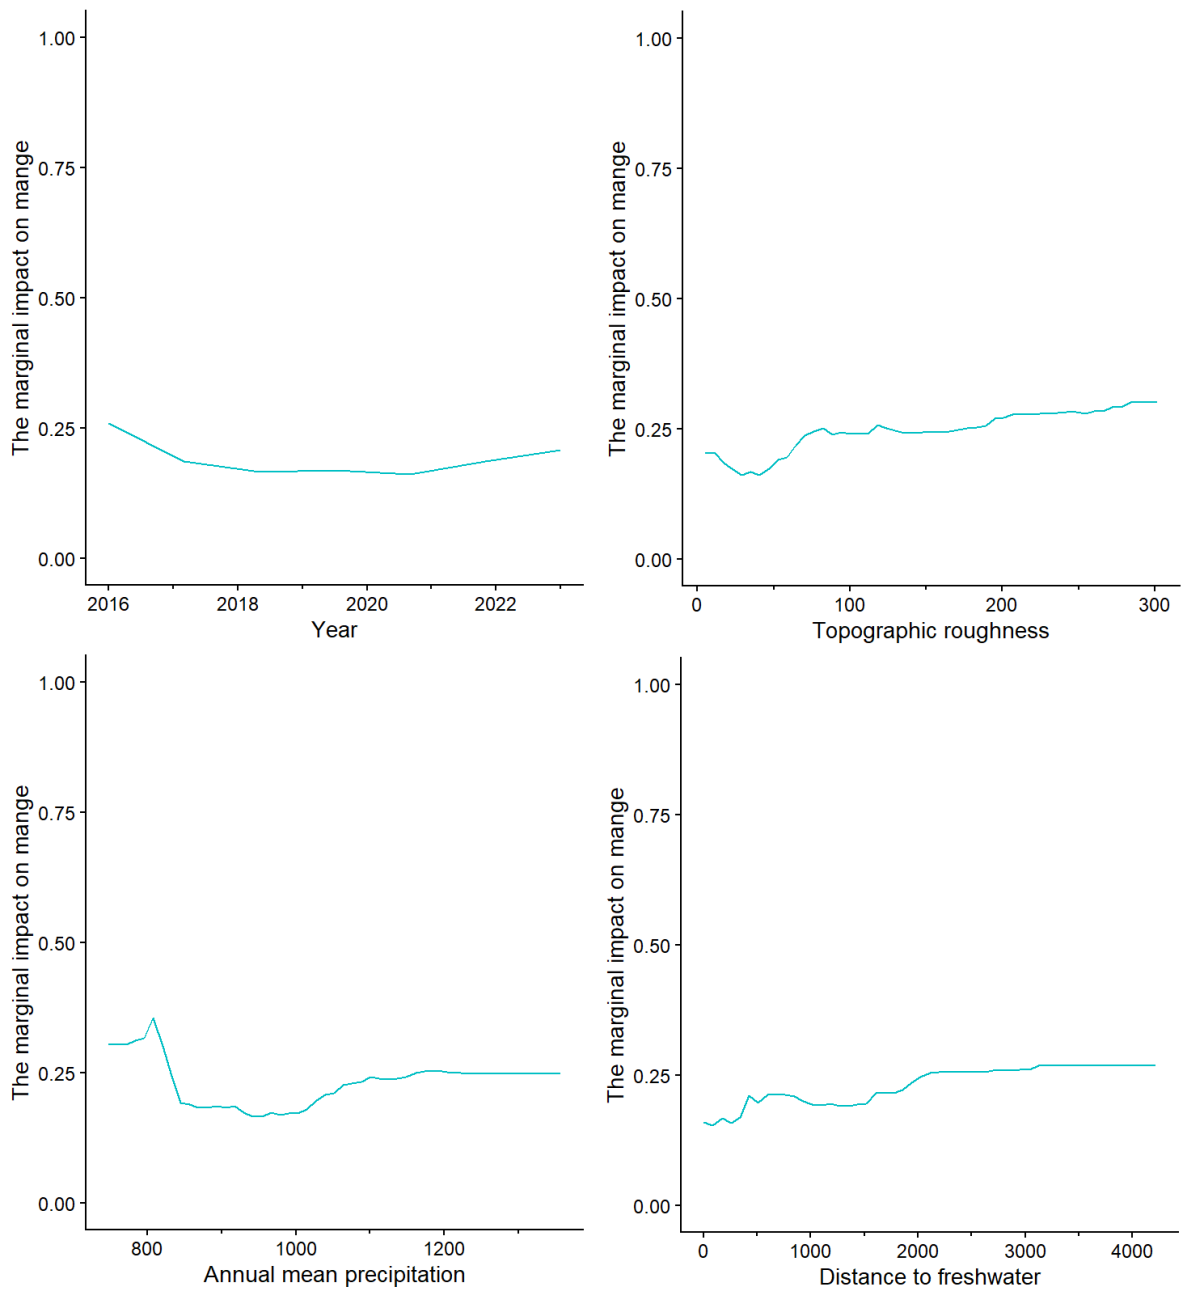 The marginal impact on mange
1.00
0.75
0.50
0.25
0.00
2016 2018 2020 2022
Year
The marginal impact on mange
1.00
0.75
0.50
0.25
0.00
0 100 200 300
Topographic roughness
The marginal impact on mange
1.00
0.75
0.50
0.25
0.00
800 1000 1200
Annual mean precipitation
The marginal impact on mange
1.00
0.75
0.50
0.25
0.00
0 1000 2000 3000 4000
Distance to freshwater